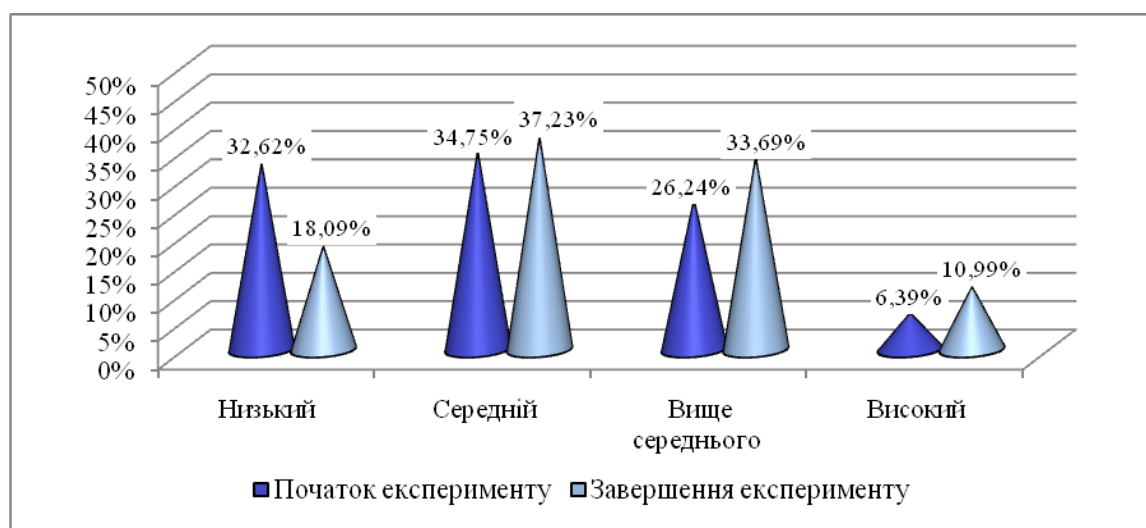 50%
45%
40%
35%
30%
25%
20%
15%
10%
5%
0%
32,62%
18,09%
34,75%
37,23%
26,24%
33,69%
6,39%
10,99%
Низький
Середній
Вище
середнього
Високий
Початок експерименту
Завершення експерименту